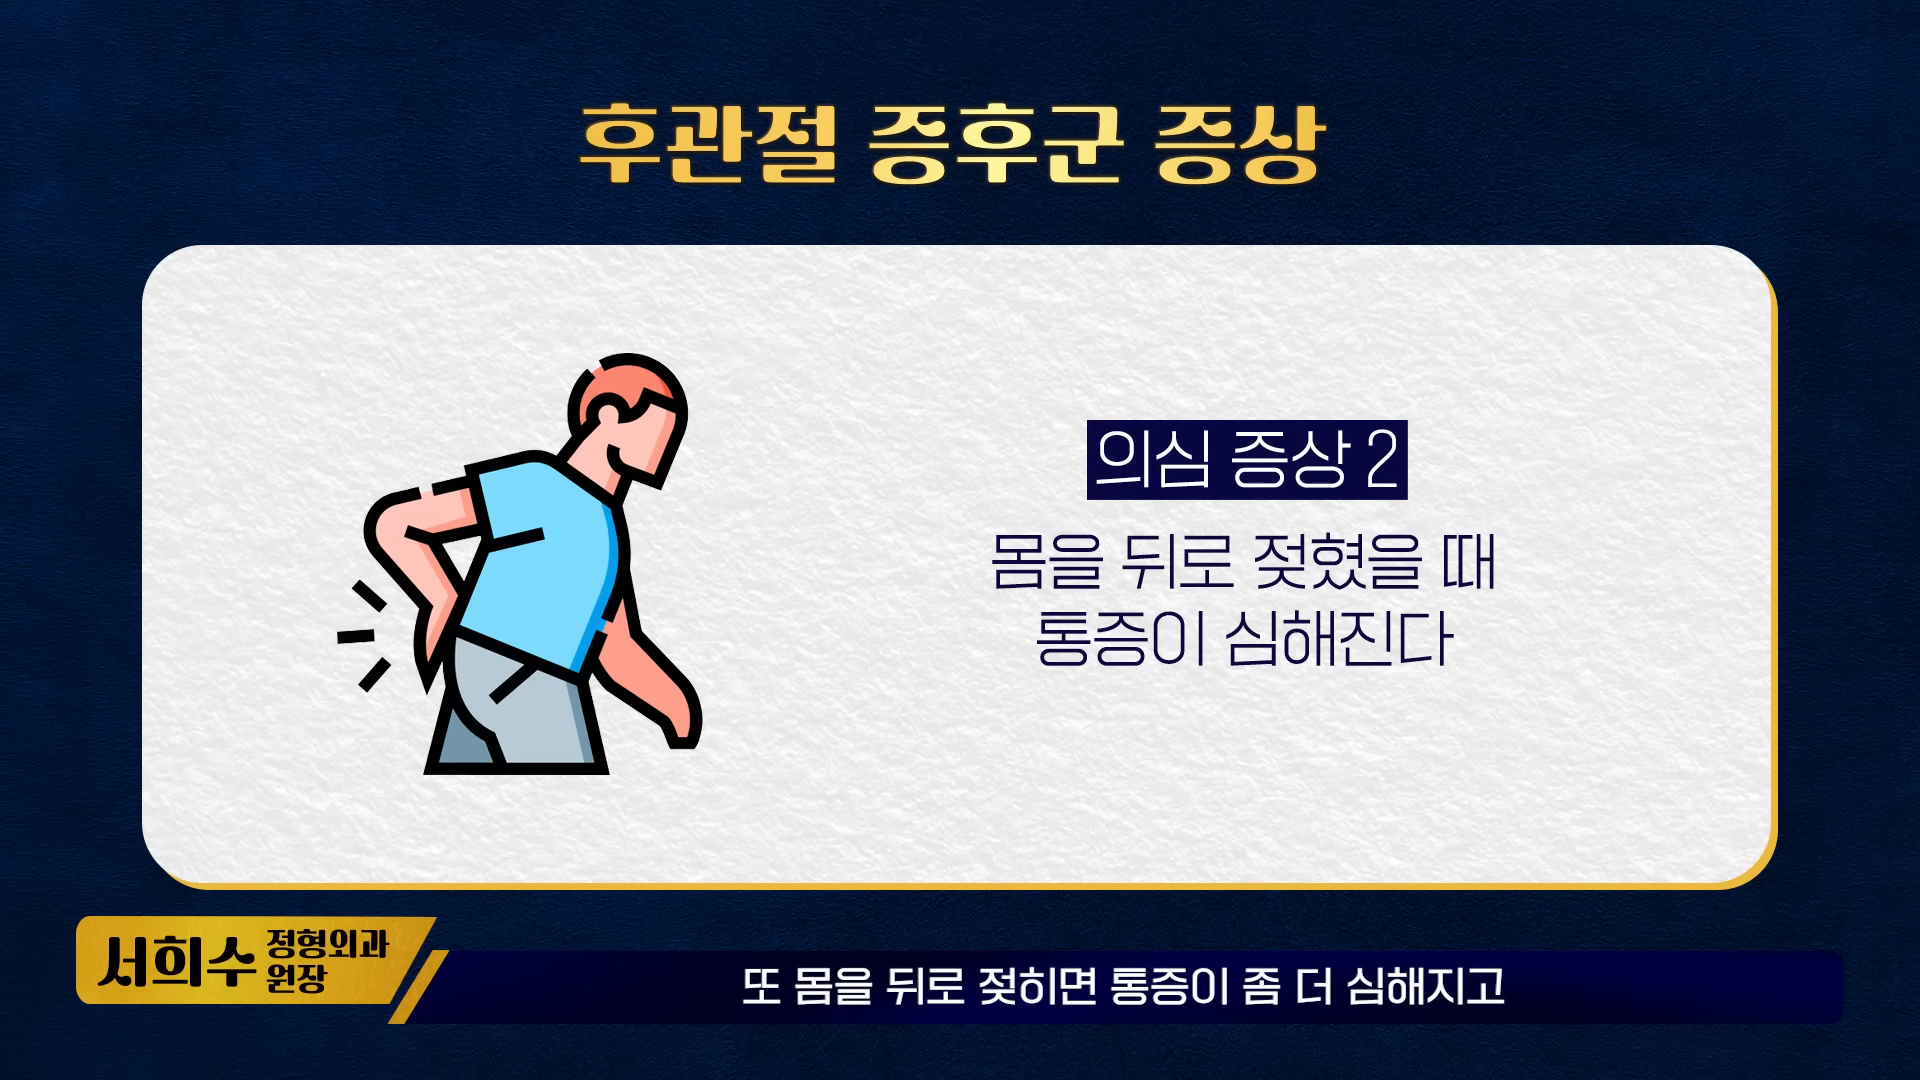 후관절 증후군 증상
의심 증상 2
몸을 뒤로 젖혔을 때
통증이 심해진다
서희수 정형외과
원장
또 몸을 뒤로 젖히면 통증이 좀 더 심해지고